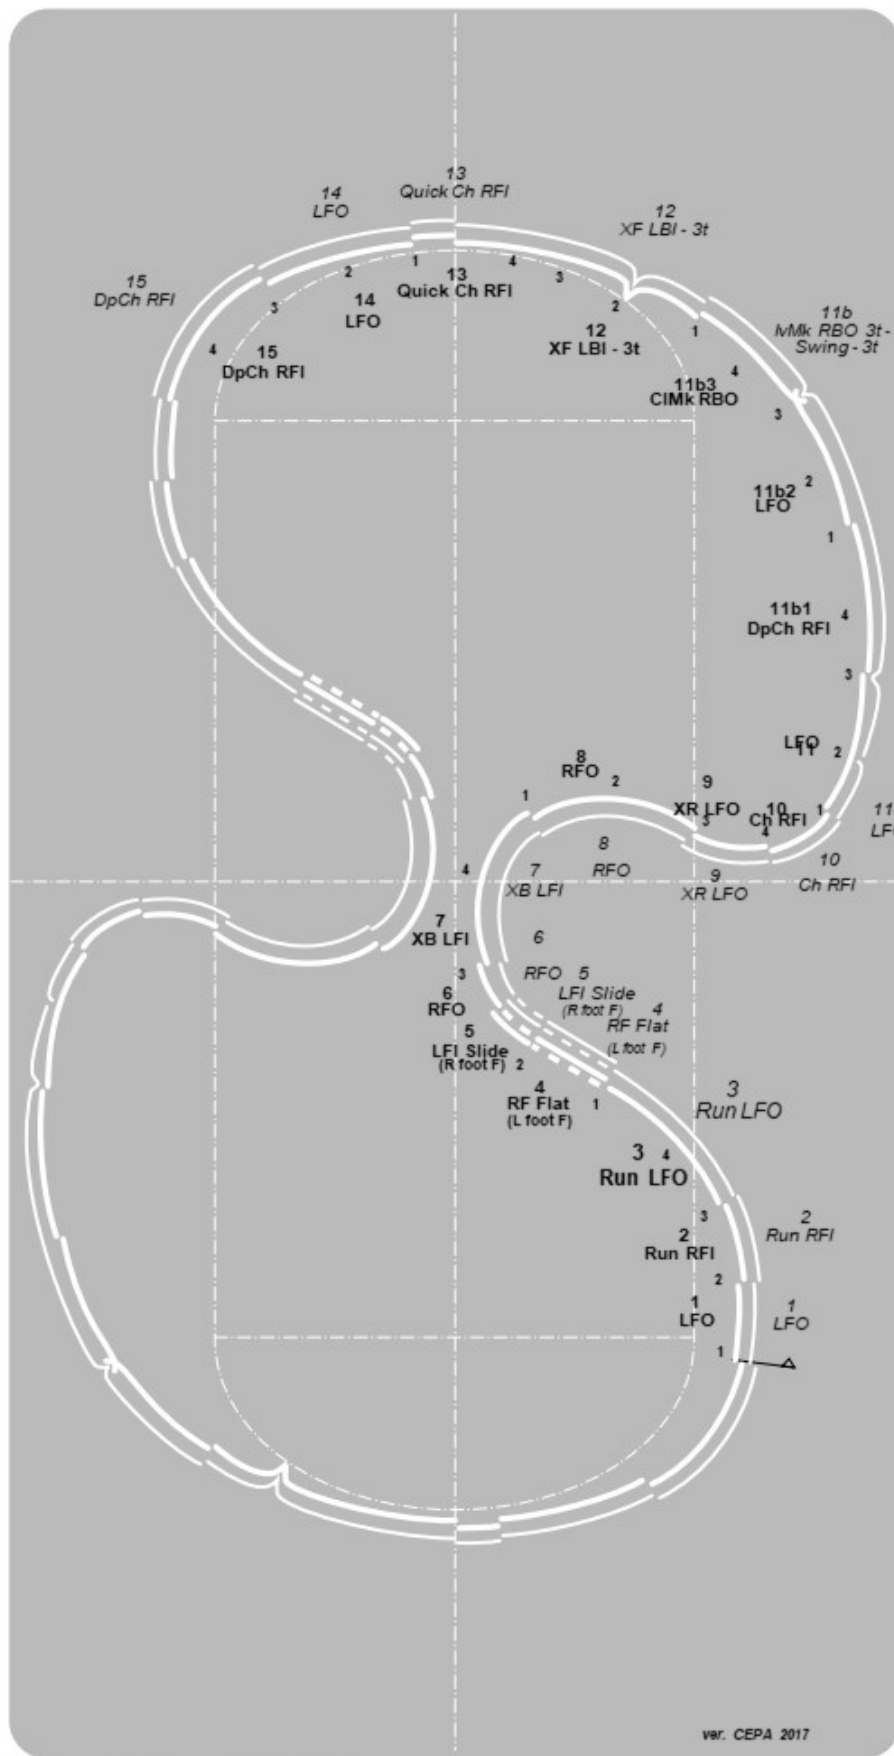 13
Quick Ch RFI
14
LFO
12
XF LBI - 3t
15
DpCh RFI
11b
IvMk RBO 3t -
Swing - 3t
1
13
Quick Ch RFI
4
3
2
14
LFO
2
12
XF LBI - 3t
1
3
4
15
DpCh RFI
4
11b3
ClMk RBO
3
2
11b2
LFO
1
11b1
DpCh RFI
4
3
LFO
11
2
8
RFO
2
1
9
XR LFO
3
10
Ch RFI
4
1
11
8
RFO
10
Ch RFI
9
XR LFO
7
XB LFI
4
7
XB LFI
6
RFO
3
6
RFO
5
LFI Slide
(R foot F)
4
RF Flat
(L foot F)
5
LFI Slide
(R foot F)
2
4
RF Flat
(L foot F)
1
3
Run LFO
3
Run LFO
4
3
2
Run RFI
2
Run RFI
2
1
LFO
1
LFO
1
ver. CEPA 2017